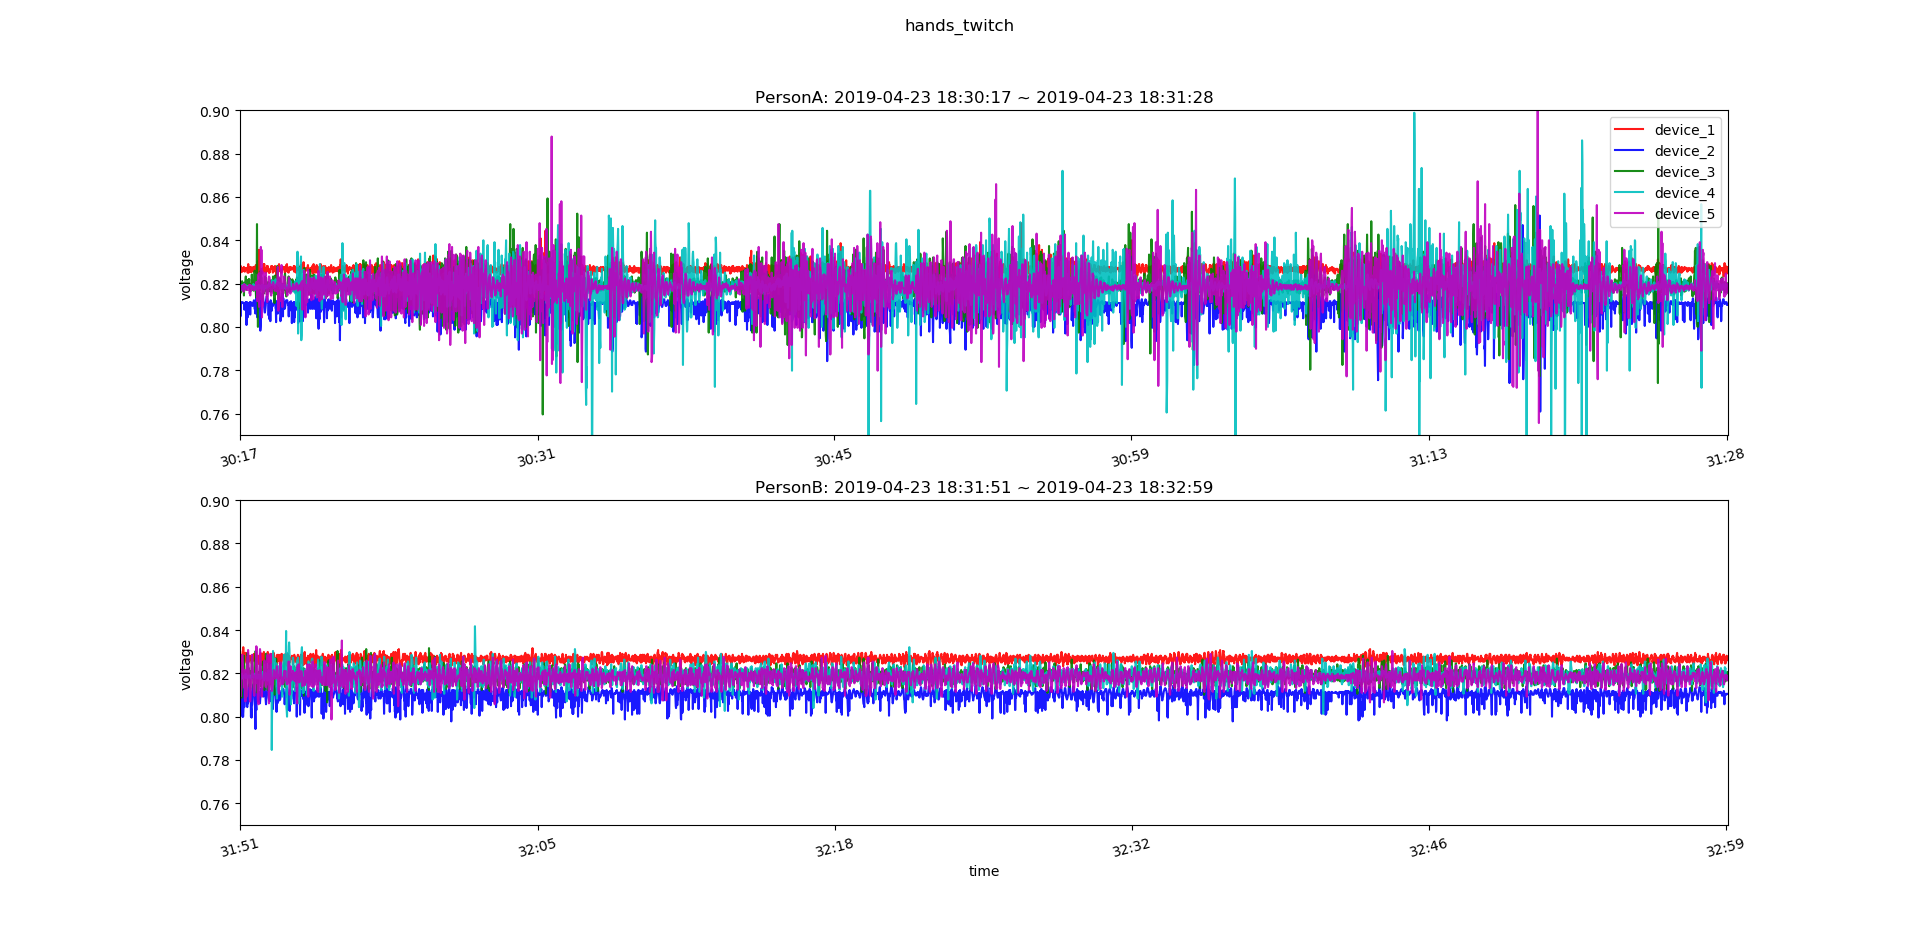 hands_twitch
PersonA: 2019-04-23 18:30:17 ~ 2019-04-23 18:31:28
0.90
0.88
0.86
0.84
0.82
0.80
0.78
0.76
voltage
device_1
device_2
device_3
device_4
device_5
30:17
30:31
30:45
30:59
31:13
31:28
PersonB: 2019-04-23 18:31:51 ~ 2019-04-23 18:32:59
0.90
0.88
0.86
0.84
0.82
0.80
0.78
0.76
voltage
31:51
32:05
32:18
32:32
32:46
32:59
time